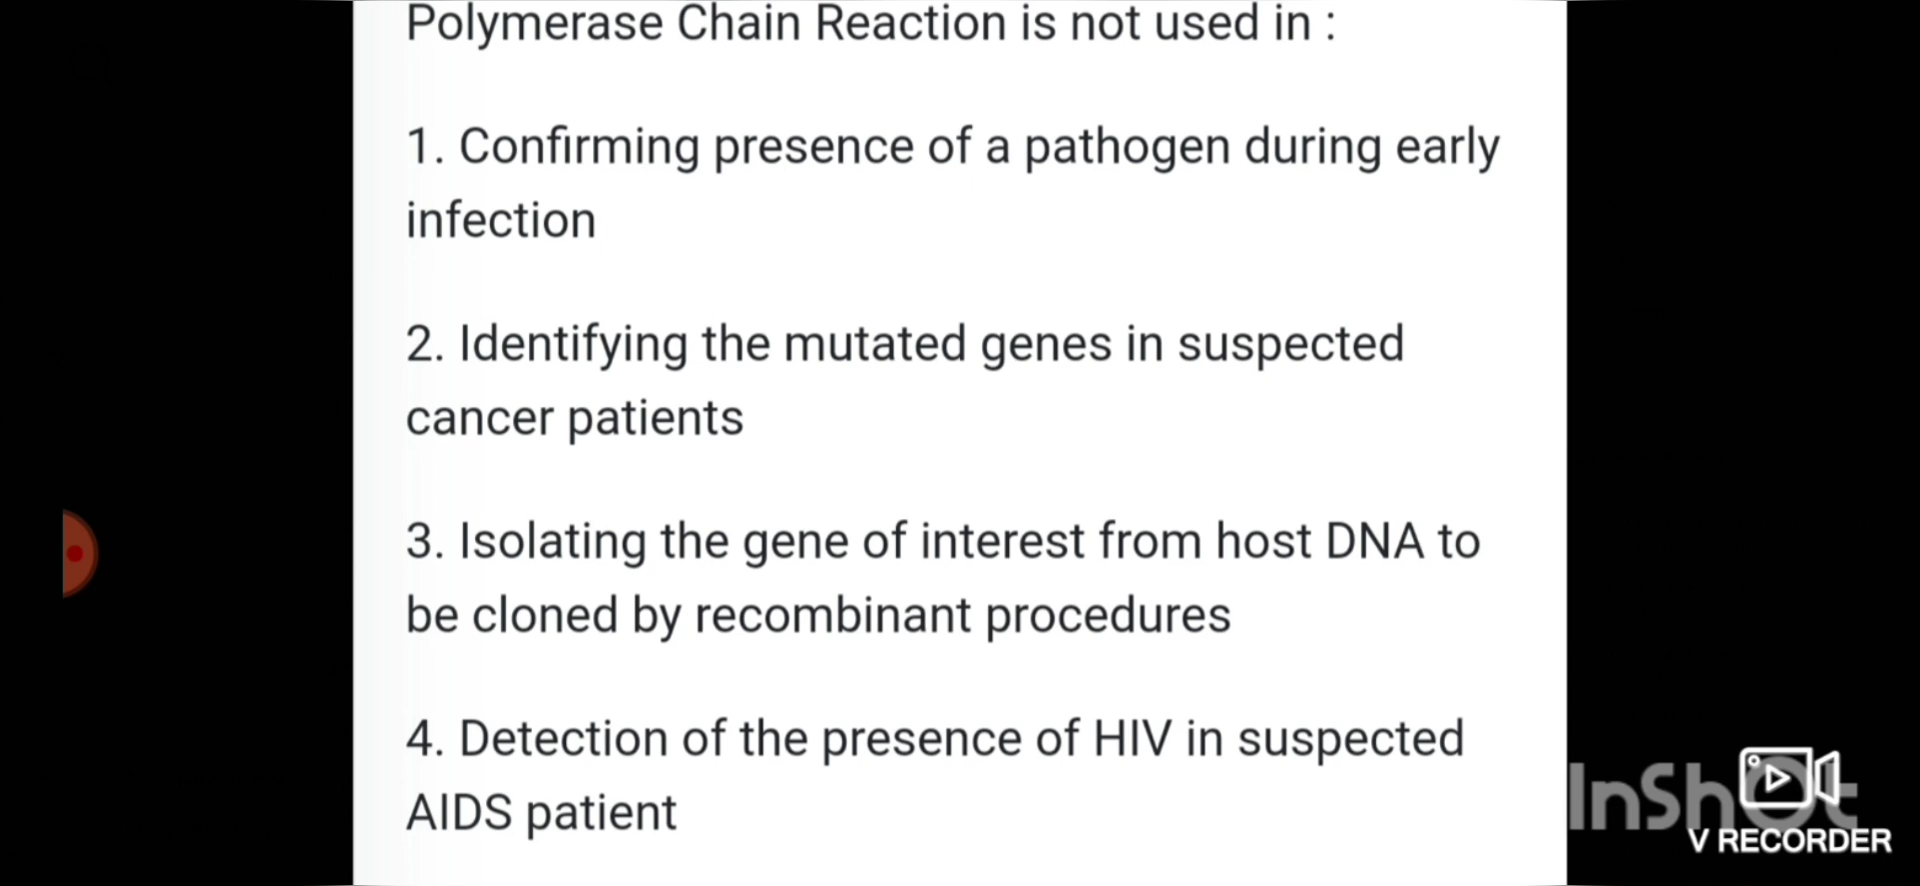 Polymerase Chain Reaction is not used in :
1. Confirming presence of a pathogen during early
infection
2. Identifying the mutated genes in suspected
cancer patients
3. Isolating the gene of interest from host DNA to
be cloned by recombinant procedures
4. Detection of the presence of HIV in suspected
AIDS patient
InShot
V RECORDER